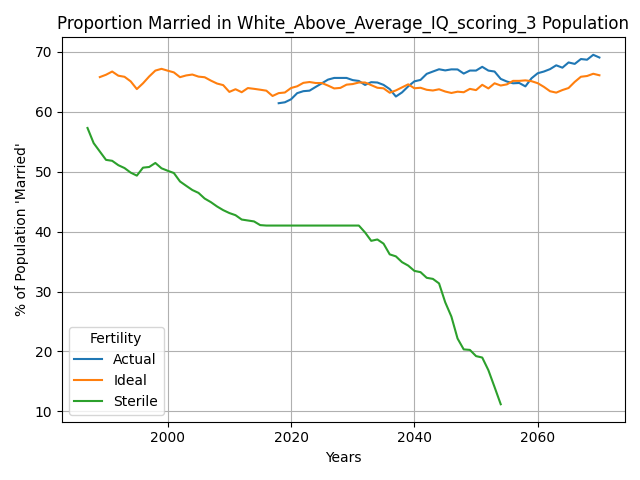 Proportion Married in White_Above_Average_IQ_scoring_3 Population
% of Population 'Married'
70
60
50
40
30
20
10
Fertility
Actual
Ideal
Sterile
2000
2020
2040
2060
Years